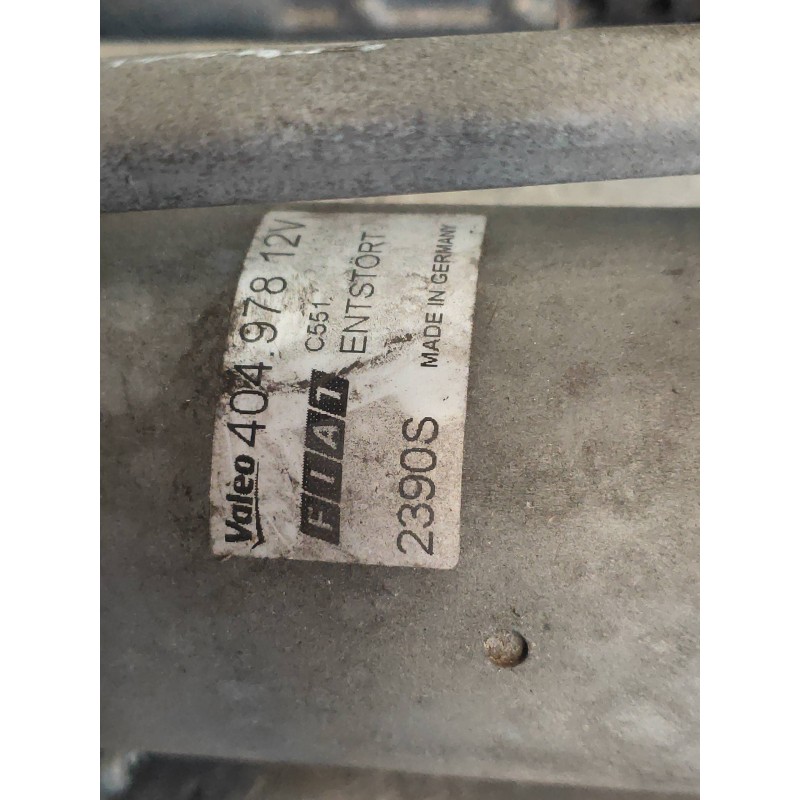 Valeo 404.978 12V
FIAT C551
ENTSTÖRT
2390S MADE IN GERMANY